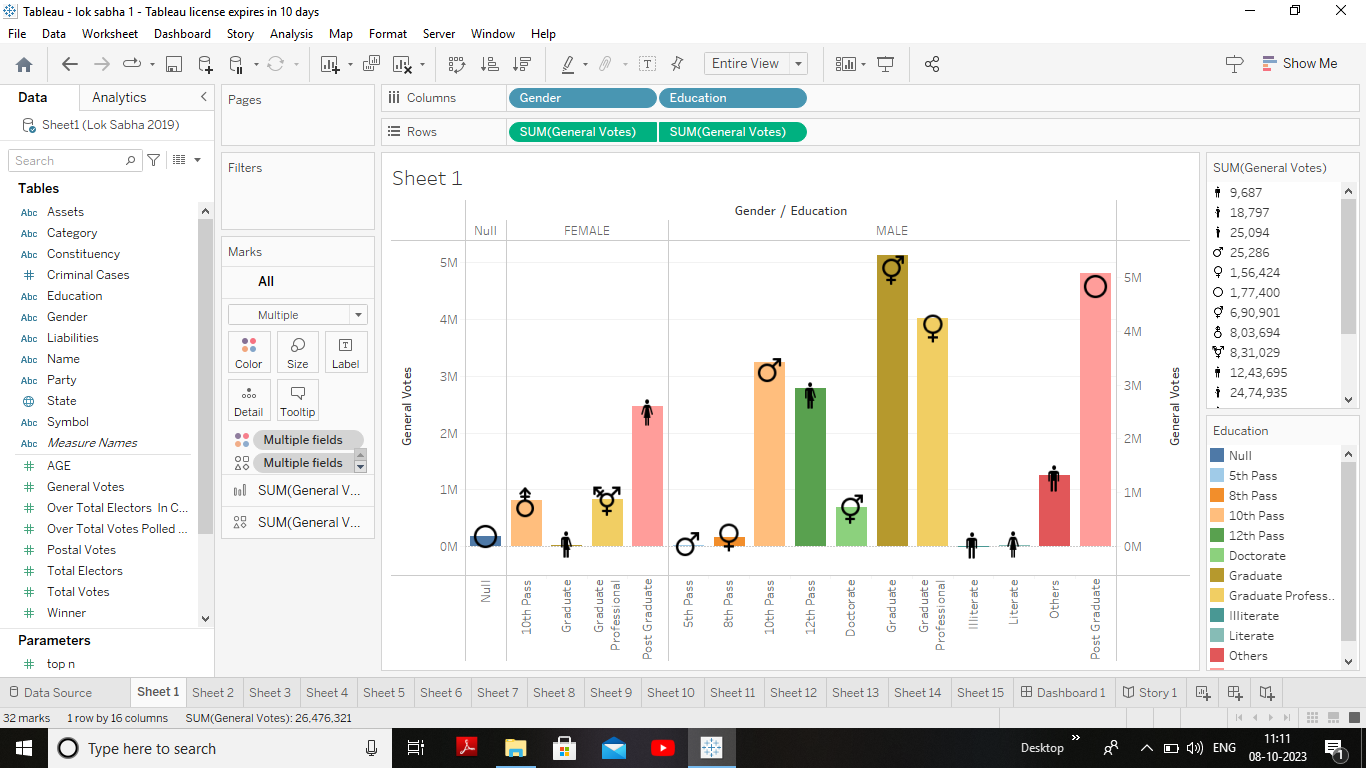 Tableau - lok sabha 1 - Tableau license expires in 10 days
File Data Worksheet Dashboard Story Analysis Map Format Server Window Help
Entire View
Show Me
Data Analytics
Sheet1 (Lok Sabha 2019)
Search
Tables
Abc Assets
Abc Category
Abc Constituency
# Criminal Cases
Abc Education
Abc Gender
Abc Liabilities
Abc Name
Abc Party
State
Abc Symbol
Abc Measure Names
# AGE
# General Votes
# Over Total Electors In C...
# Over Total Votes Polled ...
# Postal Votes
# Total Electors
# Total Votes
# Winner
Parameters
# top n
Pages
Filters
Marks
All
Multiple
Color Size Label
Detail Tooltip
Multiple fields
Multiple fields
SUM(General V...
SUM(General V...
Columns Gender Education
Rows SUM(General Votes) SUM(General Votes)
Sheet 1
Gender / Education
Null FEMALE MALE
General Votes
5M
4M
3M
2M
1M
0M
5M
4M
3M
2M
1M
0M
General Votes
Null
10th Pass
Graduate
Graduate
Professional
Post Graduate
5th Pass
8th Pass
10th Pass
12th Pass
Doctorate
Graduate
Graduate
Professional
Illiterate
Literate
Others
Post Graduate
SUM(General Votes)
9,687
18,797
25,094
25,286
1,56,424
1,77,400
6,90,901
8,03,694
8,31,029
12,43,695
24,74,935
Education
Null
5th Pass
8th Pass
10th Pass
12th Pass
Doctorate
Graduate
Graduate Profess..
Illiterate
Literate
Others
Data Source Sheet 1 Sheet 2 Sheet 3 Sheet 4 Sheet 5 Sheet 6 Sheet 7 Sheet 8 Sheet 9 Sheet 10 Sheet 11 Sheet 12 Sheet 13 Sheet 14 Sheet 15 Dashboard 1 Story 1
32 marks 1 row by 16 columns SUM(General Votes): 26,476,321
Type here to search
Desktop
ENG
11:11
08-10-2023
1